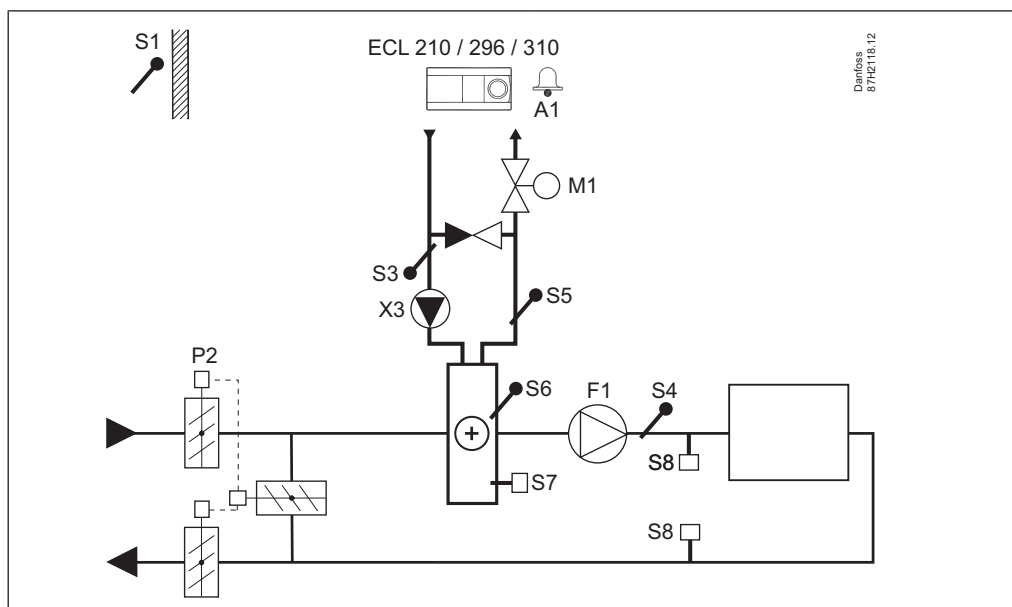 S1
ECL 210 / 296 / 310
A1
Danfoss
87H2118.12
M1
S3
X3
S5
P2
S6
F1
S4
S8
S7
S8
+